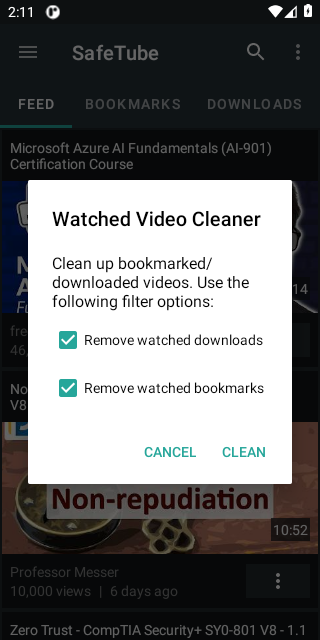 2:11
SafeTube
FEED BOOKMARKS DOWNLOADS
Microsoft Azure AI Fundamentals (AI-901)
Certification Course
Watched Video Cleaner
Clean up bookmarked/
downloaded videos. Use the
following filter options:
14
Remove watched downloads
fre
46,
Remove watched bookmarks
No
V8
CANCEL CLEAN
Non-repudiation
10:52
Professor Messer
10,000 views | 6 days ago
Zero Trust - CompTIA Security+ SY0-801 V8 - 1.1